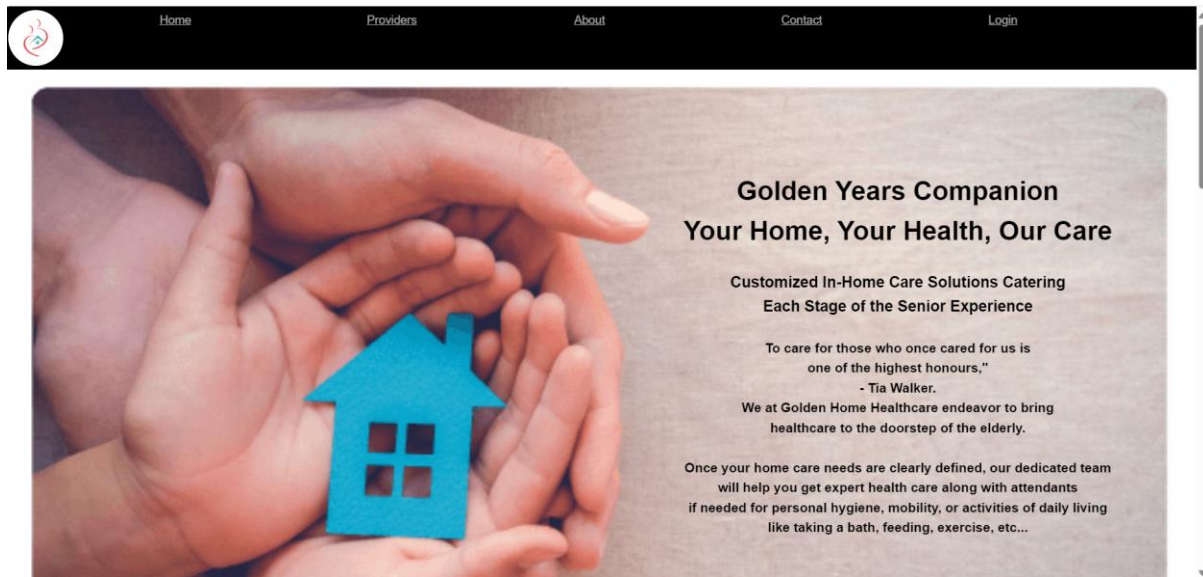 Home
Providers
About
Contact
Login
Golden Years Companion
Your Home, Your Health, Our Care
Customized In-Home Care Solutions Catering
Each Stage of the Senior Experience
To care for those who once cared for us is
one of the highest honours,"
- Tia Walker.
We at Golden Home Healthcare endeavor to bring
healthcare to the doorstep of the elderly.
Once your home care needs are clearly defined, our dedicated team
will help you get expert health care along with attendants
if needed for personal hygiene, mobility, or activities of daily living
like taking a bath, feeding, exercise, etc...